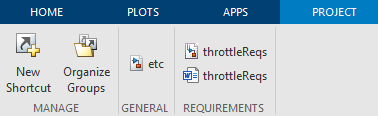 HOME PLOTS APPS PROJECT
New Shortcut
Organize Groups
etc
throttleReqs
throttleReqs
MANAGE GENERAL REQUIREMENTS